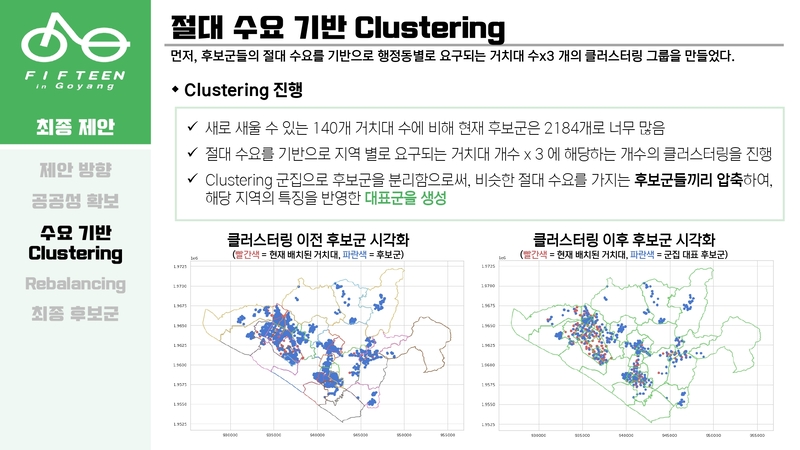 FIFTEEN
in Goyang
최종 제안
제안 방향
공공성 확보
수요 기반
Clustering
Rebalancing
최종 후보군
절대 수요 기반 Clustering
먼저, 후보군들의 절대 수요를 기반으로 행정동별로 요구되는 거치대 수x3 개의 클러스터링 그룹을 만들었다.
◆ Clustering 진행
✓ 새로 새울 수 있는 140개 거치대 수에 비해 현재 후보군은 2184개로 너무 많음
✓ 절대 수요를 기반으로 지역 별로 요구되는 거치대 개수 x 3 에 해당하는 개수의 클러스터링을 진행
✓ Clustering 군집으로 후보군을 분리함으로써, 비슷한 절대 수요를 가지는 후보군들끼리 압축하여,
해당 지역의 특징을 반영한 대표군을 생성
클러스터링 이전 후보군 시각화
(빨간색 = 현재 배치된 거치대, 파란색 = 후보군)
1e6
1.9725
1.9700
1.9675
1.9650
1.9625
1.9600
1.9575
1.9550
1.9525
930000 935000 940000 945000 950000 955000
클러스터링 이후 후보군 시각화
(빨간색 = 현재 배치된 거치대, 파란색 = 군집 대표 후보군)
1e6
1.9725
1.9700
1.9675
1.9650
1.9625
1.9600
1.9575
1.9550
1.9525
930000 935000 940000 945000 950000 955000